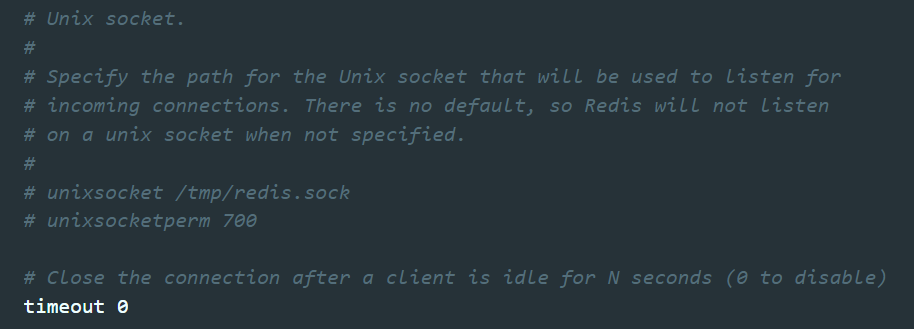 # Unix socket.
#
# Specify the path for the Unix socket that will be used to listen for
# incoming connections. There is no default, so Redis will not listen
# on a unix socket when not specified.
#
# unixsocket /tmp/redis.sock
# unixsocketperm 700
# Close the connection after a client is idle for N seconds (0 to disable)
timeout 0